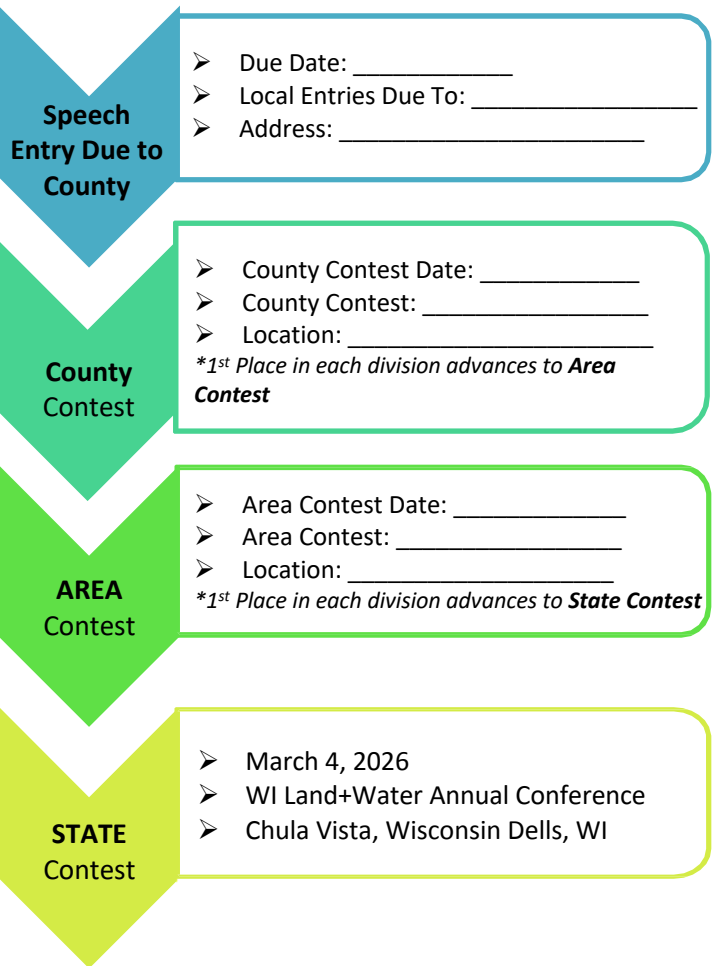 Speech
Entry Due to
County
➢ Due Date: ____________
➢ Local Entries Due To: _________________
➢ Address: _______________________
County
Contest
➢ County Contest Date: ____________
➢ County Contest: _________________
➢ Location: _______________________
*1st Place in each division advances to Area
Contest
AREA
Contest
➢ Area Contest Date: _____________
➢ Area Contest: _________________
➢ Location: ____________________
*1st Place in each division advances to State Contest
STATE
Contest
➢ March 4, 2026
➢ WI Land+Water Annual Conference
➢ Chula Vista, Wisconsin Dells, WI